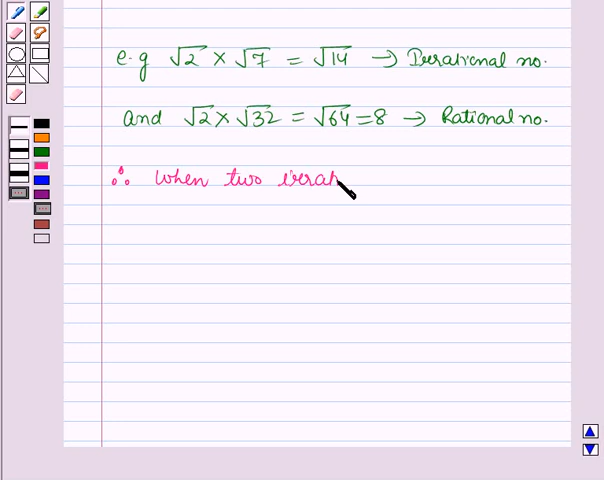 e.g √2 × √7 = √14 → Irrational no.
And √2 × √32 = √64 = 8 → Rational no.
∴ When two irrat